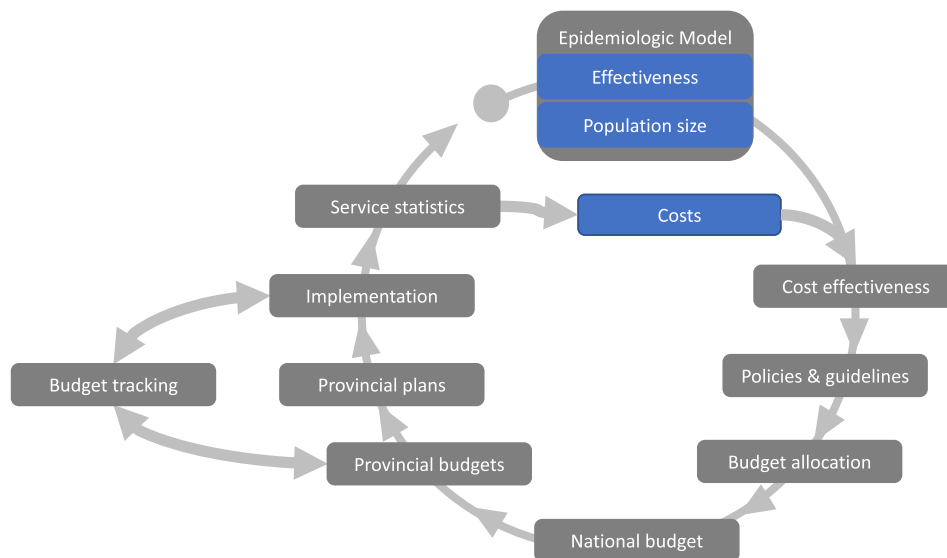 Epidemiologic Model
Effectiveness
Population size
Service statistics
Costs
Cost effectiveness
Implementation
Budget tracking
Provincial plans
Policies & guidelines
Provincial budgets
Budget allocation
National budget